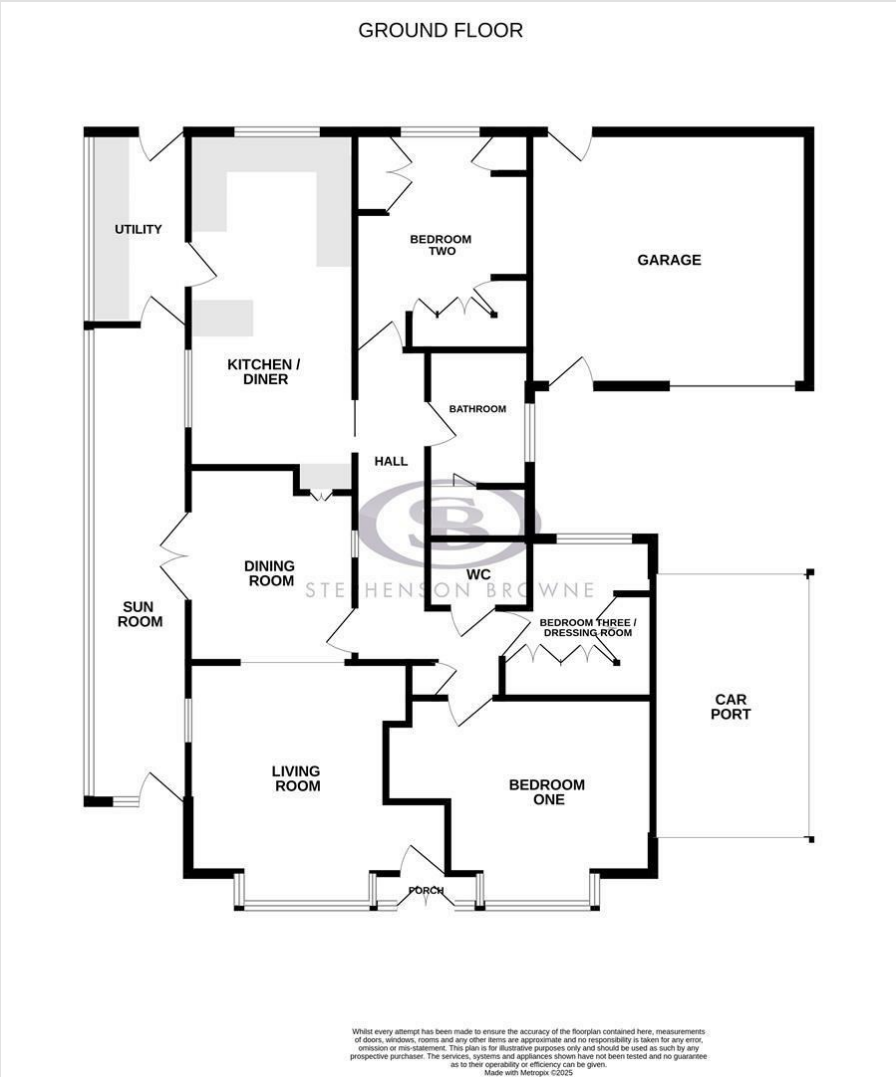 GROUND FLOOR
UTILITY
BEDROOM
TWO
GARAGE
KITCHEN /
DINER
BATHROOM
HALL
SB
DINING
ROOM
WC
STEPHENSON BROWNE
SUN
ROOM
BEDROOM THREE /
DRESSING ROOM
CAR
PORT
LIVING
ROOM
BEDROOM
ONE
PORCH
Whilst every attempt has been made to ensure the accuracy of the floorplan contained here, measurements
of doors, windows, rooms and any other items are approximate and no responsibility is taken for any error,
omission or mis-statement. This plan is for illustrative purposes only and should be used as such by any
prospective purchaser. The services, systems and appliances shown have not been tested and no guarantee
as to their operability or efficiency can be given.
Made with Metropix ©2025